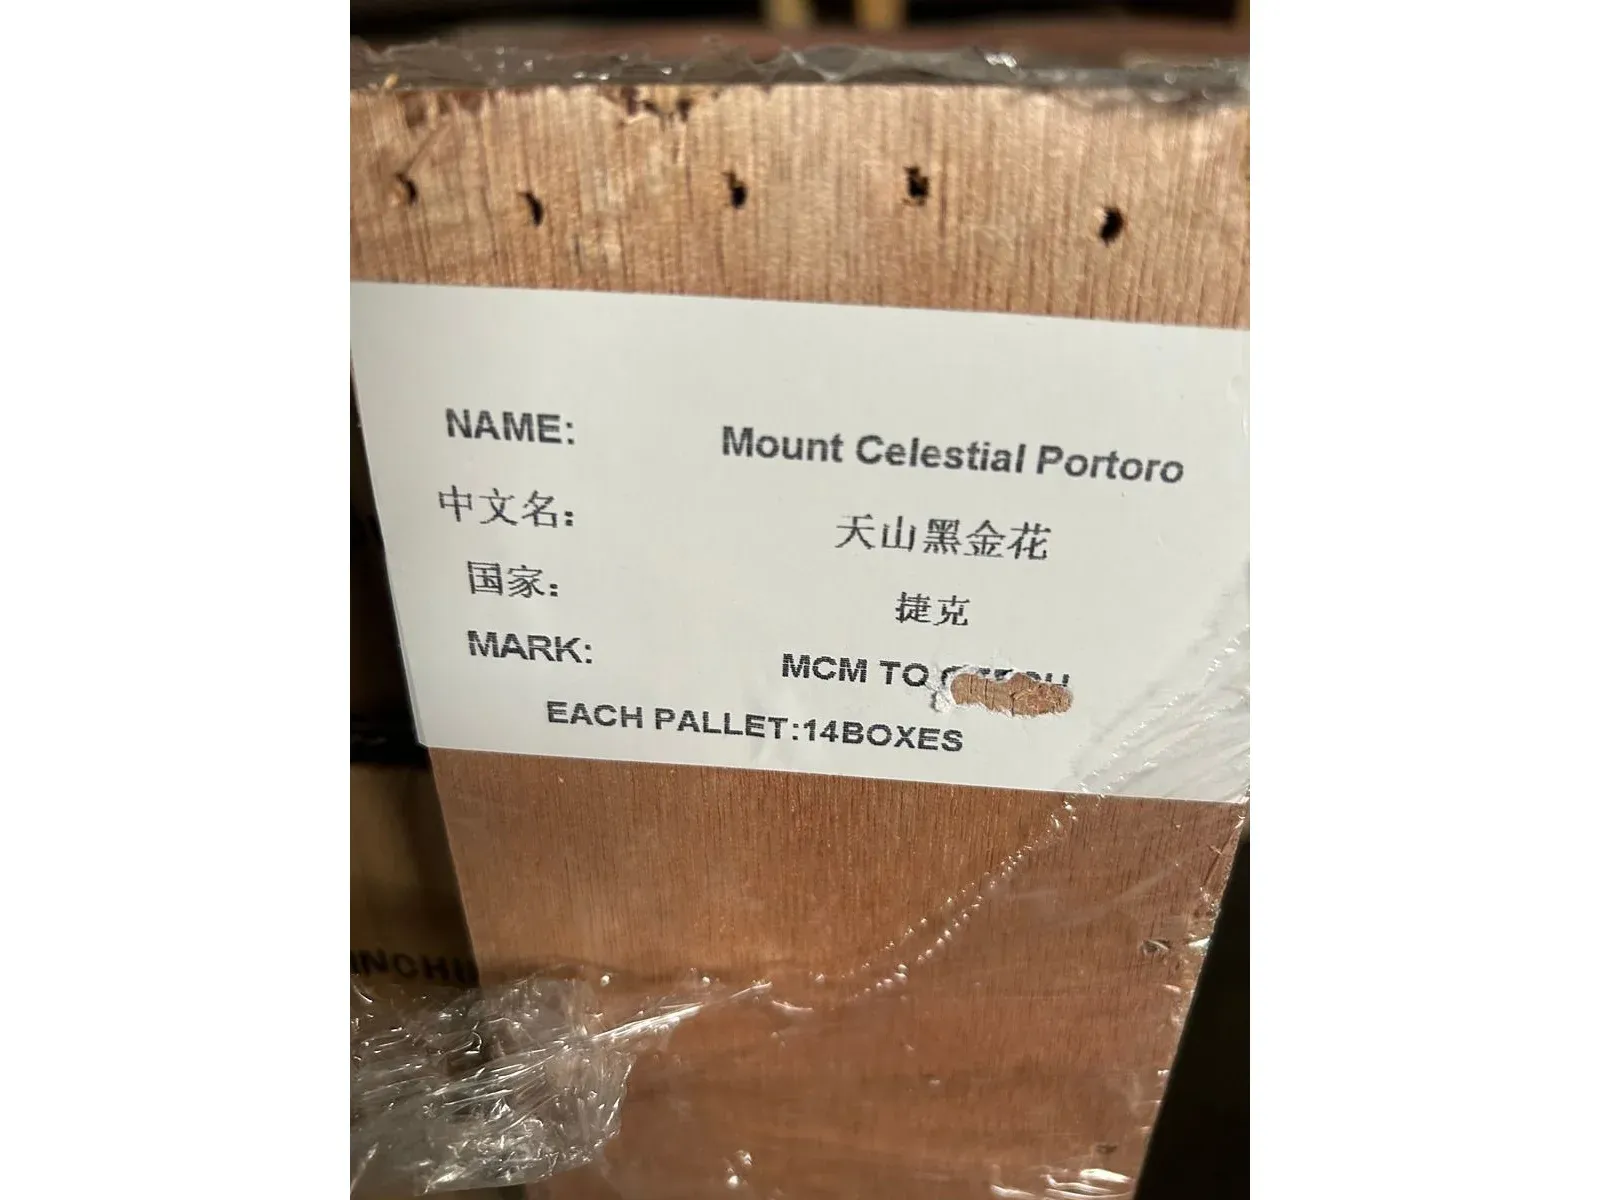 NAME: Mount Celestial Portoro
中文名： 天山黑金花
国家： 捷克
MARK: MCM TO
EACH PALLET:14BOXES